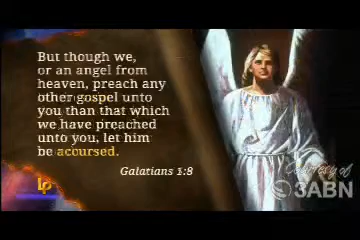 But though we,
or an angel from
heaven, preach any
other gospel unto
you than that which
we have preached
unto you, let him
be accursed.
Galatians 1:8
Courtesy of
3ABN
LP